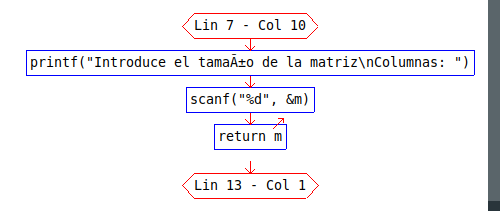 Lin 7 - Col 10
printf("Introduce el tamaÃ±o de la matriz\nColumnas: ")
scanf("%d", &m)
return m
Lin 13 - Col 1